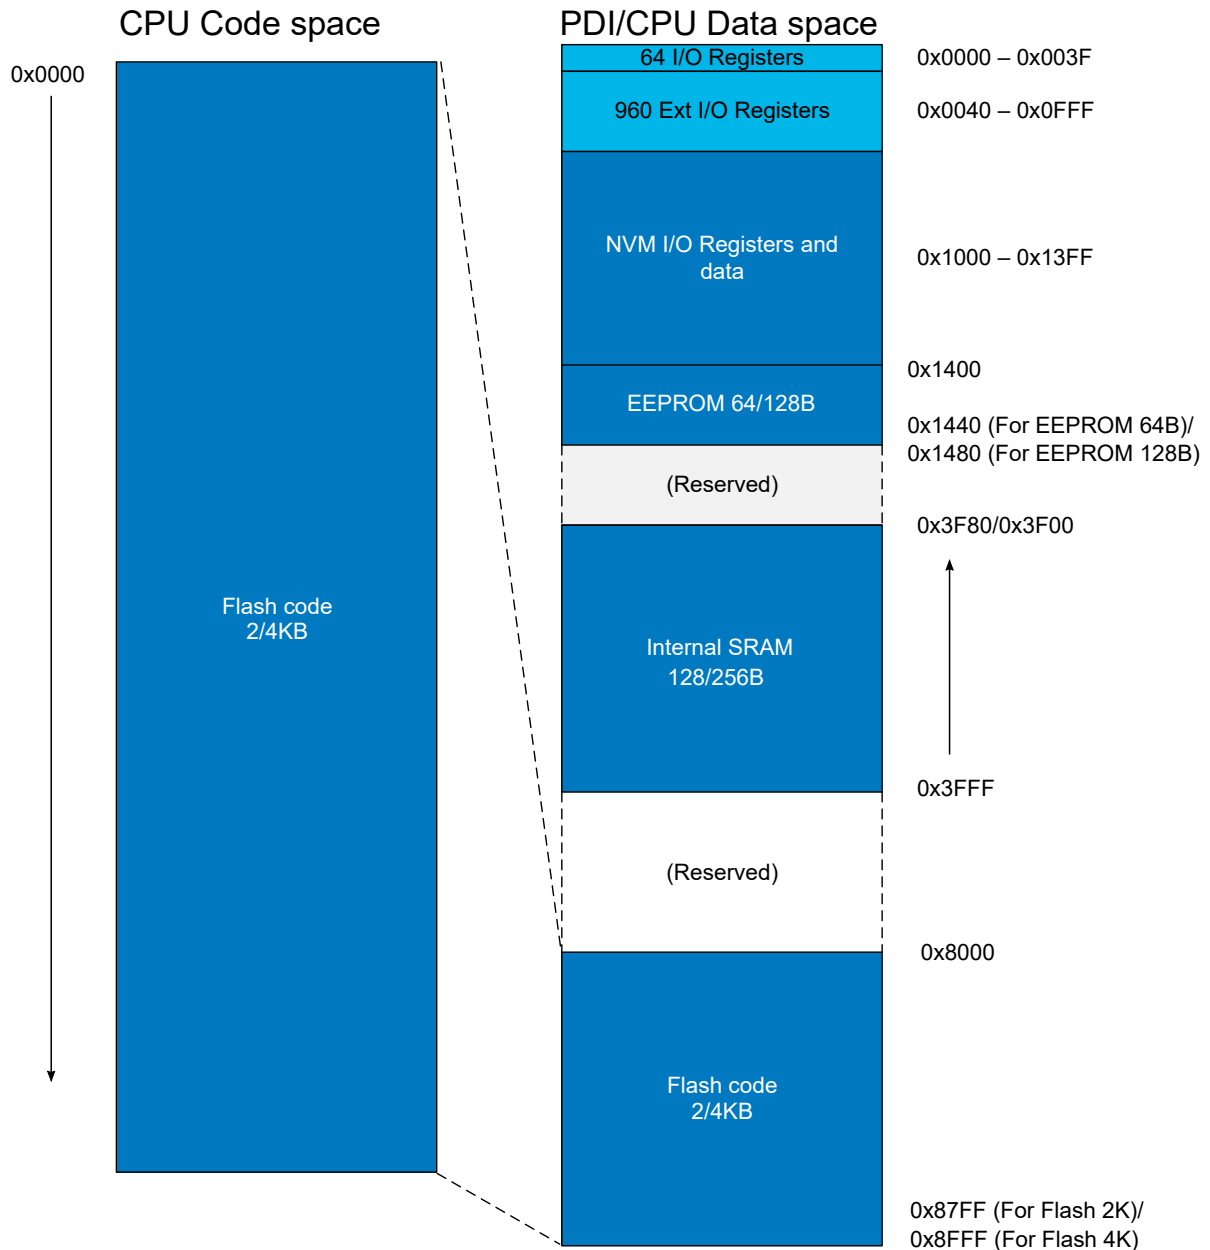 CPU Code space
PDI/CPU Data space
0x0000
64 I/O Registers
0x0000 – 0x003F
960 Ext I/O Registers
0x0040 – 0x0FFF
NVM I/O Registers and
data
0x1000 – 0x13FF
0x1400
EEPROM 64/128B
0x1440 (For EEPROM 64B)/
0x1480 (For EEPROM 128B)
(Reserved)
0x3F80/0x3F00
Flash code
2/4KB
Internal SRAM
128/256B
0x3FFF
(Reserved)
0x8000
Flash code
2/4KB
0x87FF (For Flash 2K)/
0x8FFF (For Flash 4K)